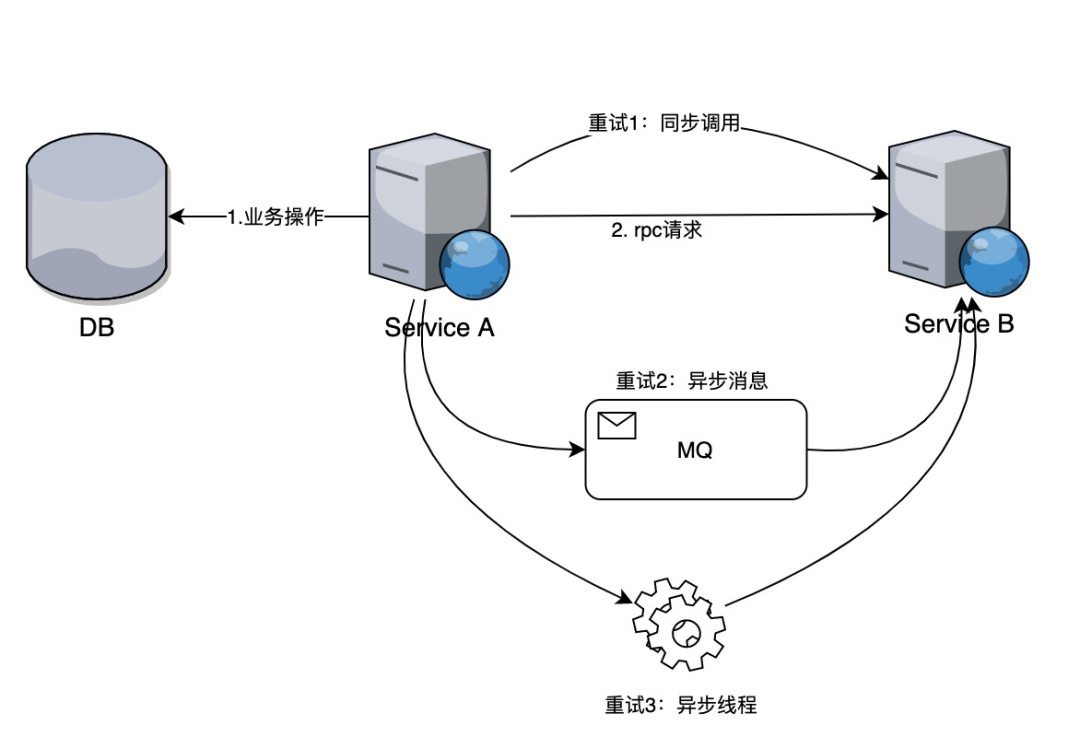 重试1：同步调用
1.业务操作
2. rpc请求
DB
Service A
Service B
重试2：异步消息
MQ
重试3：异步线程